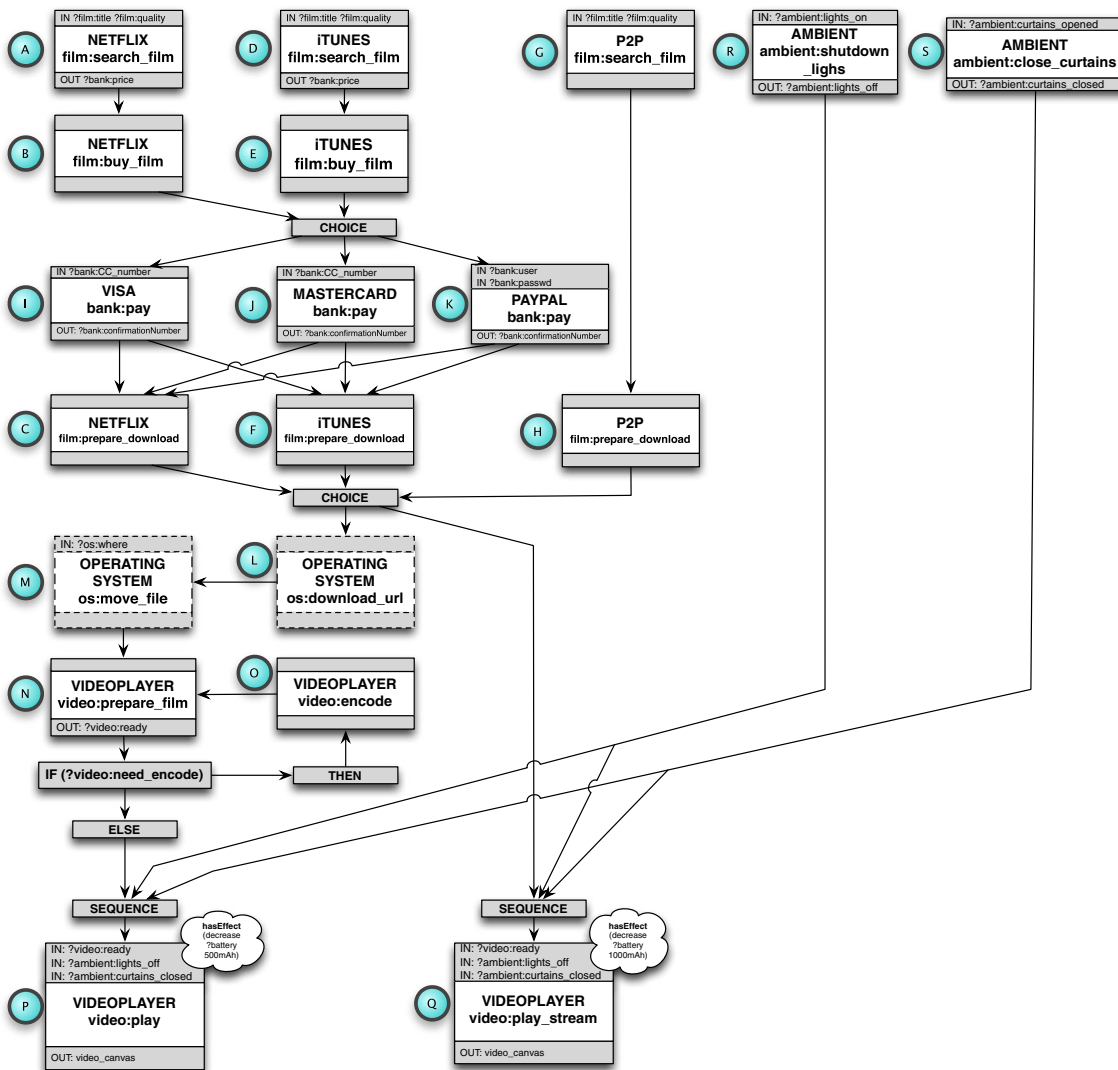 A
IN ?film:title ?film:quality
NETFLIX
film:search_film
OUT ?bank:price
D
IN ?film:title ?film:quality
iTUNES
film:search_film
OUT ?bank:price
G
IN ?film:title ?film:quality
P2P
film:search_film
R
IN: ?ambient:lights_on
AMBIENT
ambient:shutdown
_lighs
OUT: ?ambient:lights_off
S
IN: ?ambient:curtains_opened
AMBIENT
ambient:close_curtains
OUT: ?ambient:curtains_closed
B
NETFLIX
film:buy_film
E
iTUNES
film:buy_film
CHOICE
I
IN ?bank:CC_number
VISA
bank:pay
OUT: ?bank:confirmationNumber
J
IN ?bank:CC_number
MASTERCARD
bank:pay
OUT: ?bank:confirmationNumber
K
IN ?bank:user
IN ?bank:passwd
PAYPAL
bank:pay
OUT: ?bank:confirmationNumber
C
NETFLIX
film:prepare_download
F
iTUNES
film:prepare_download
H
P2P
film:prepare_download
CHOICE
M
IN: ?os:where
OPERATING
SYSTEM
os:move_file
L
OPERATING
SYSTEM
os:download_url
N
VIDEOPLAYER
video:prepare_film
OUT: ?video:ready
O
VIDEOPLAYER
video:encode
IF (?video:need_encode)
THEN
ELSE
SEQUENCE
SEQUENCE
hasEffect
(decrease
?battery
500mAh)
P
IN: ?video:ready
IN: ?ambient:lights_off
IN: ?ambient:curtains_closed
VIDEOPLAYER
video:play
OUT: video_canvas
hasEffect
(decrease
?battery
1000mAh)
Q
IN: ?video:ready
IN: ?ambient:lights_off
IN: ?ambient:curtains_closed
VIDEOPLAYER
video:play_stream
OUT: video_canvas